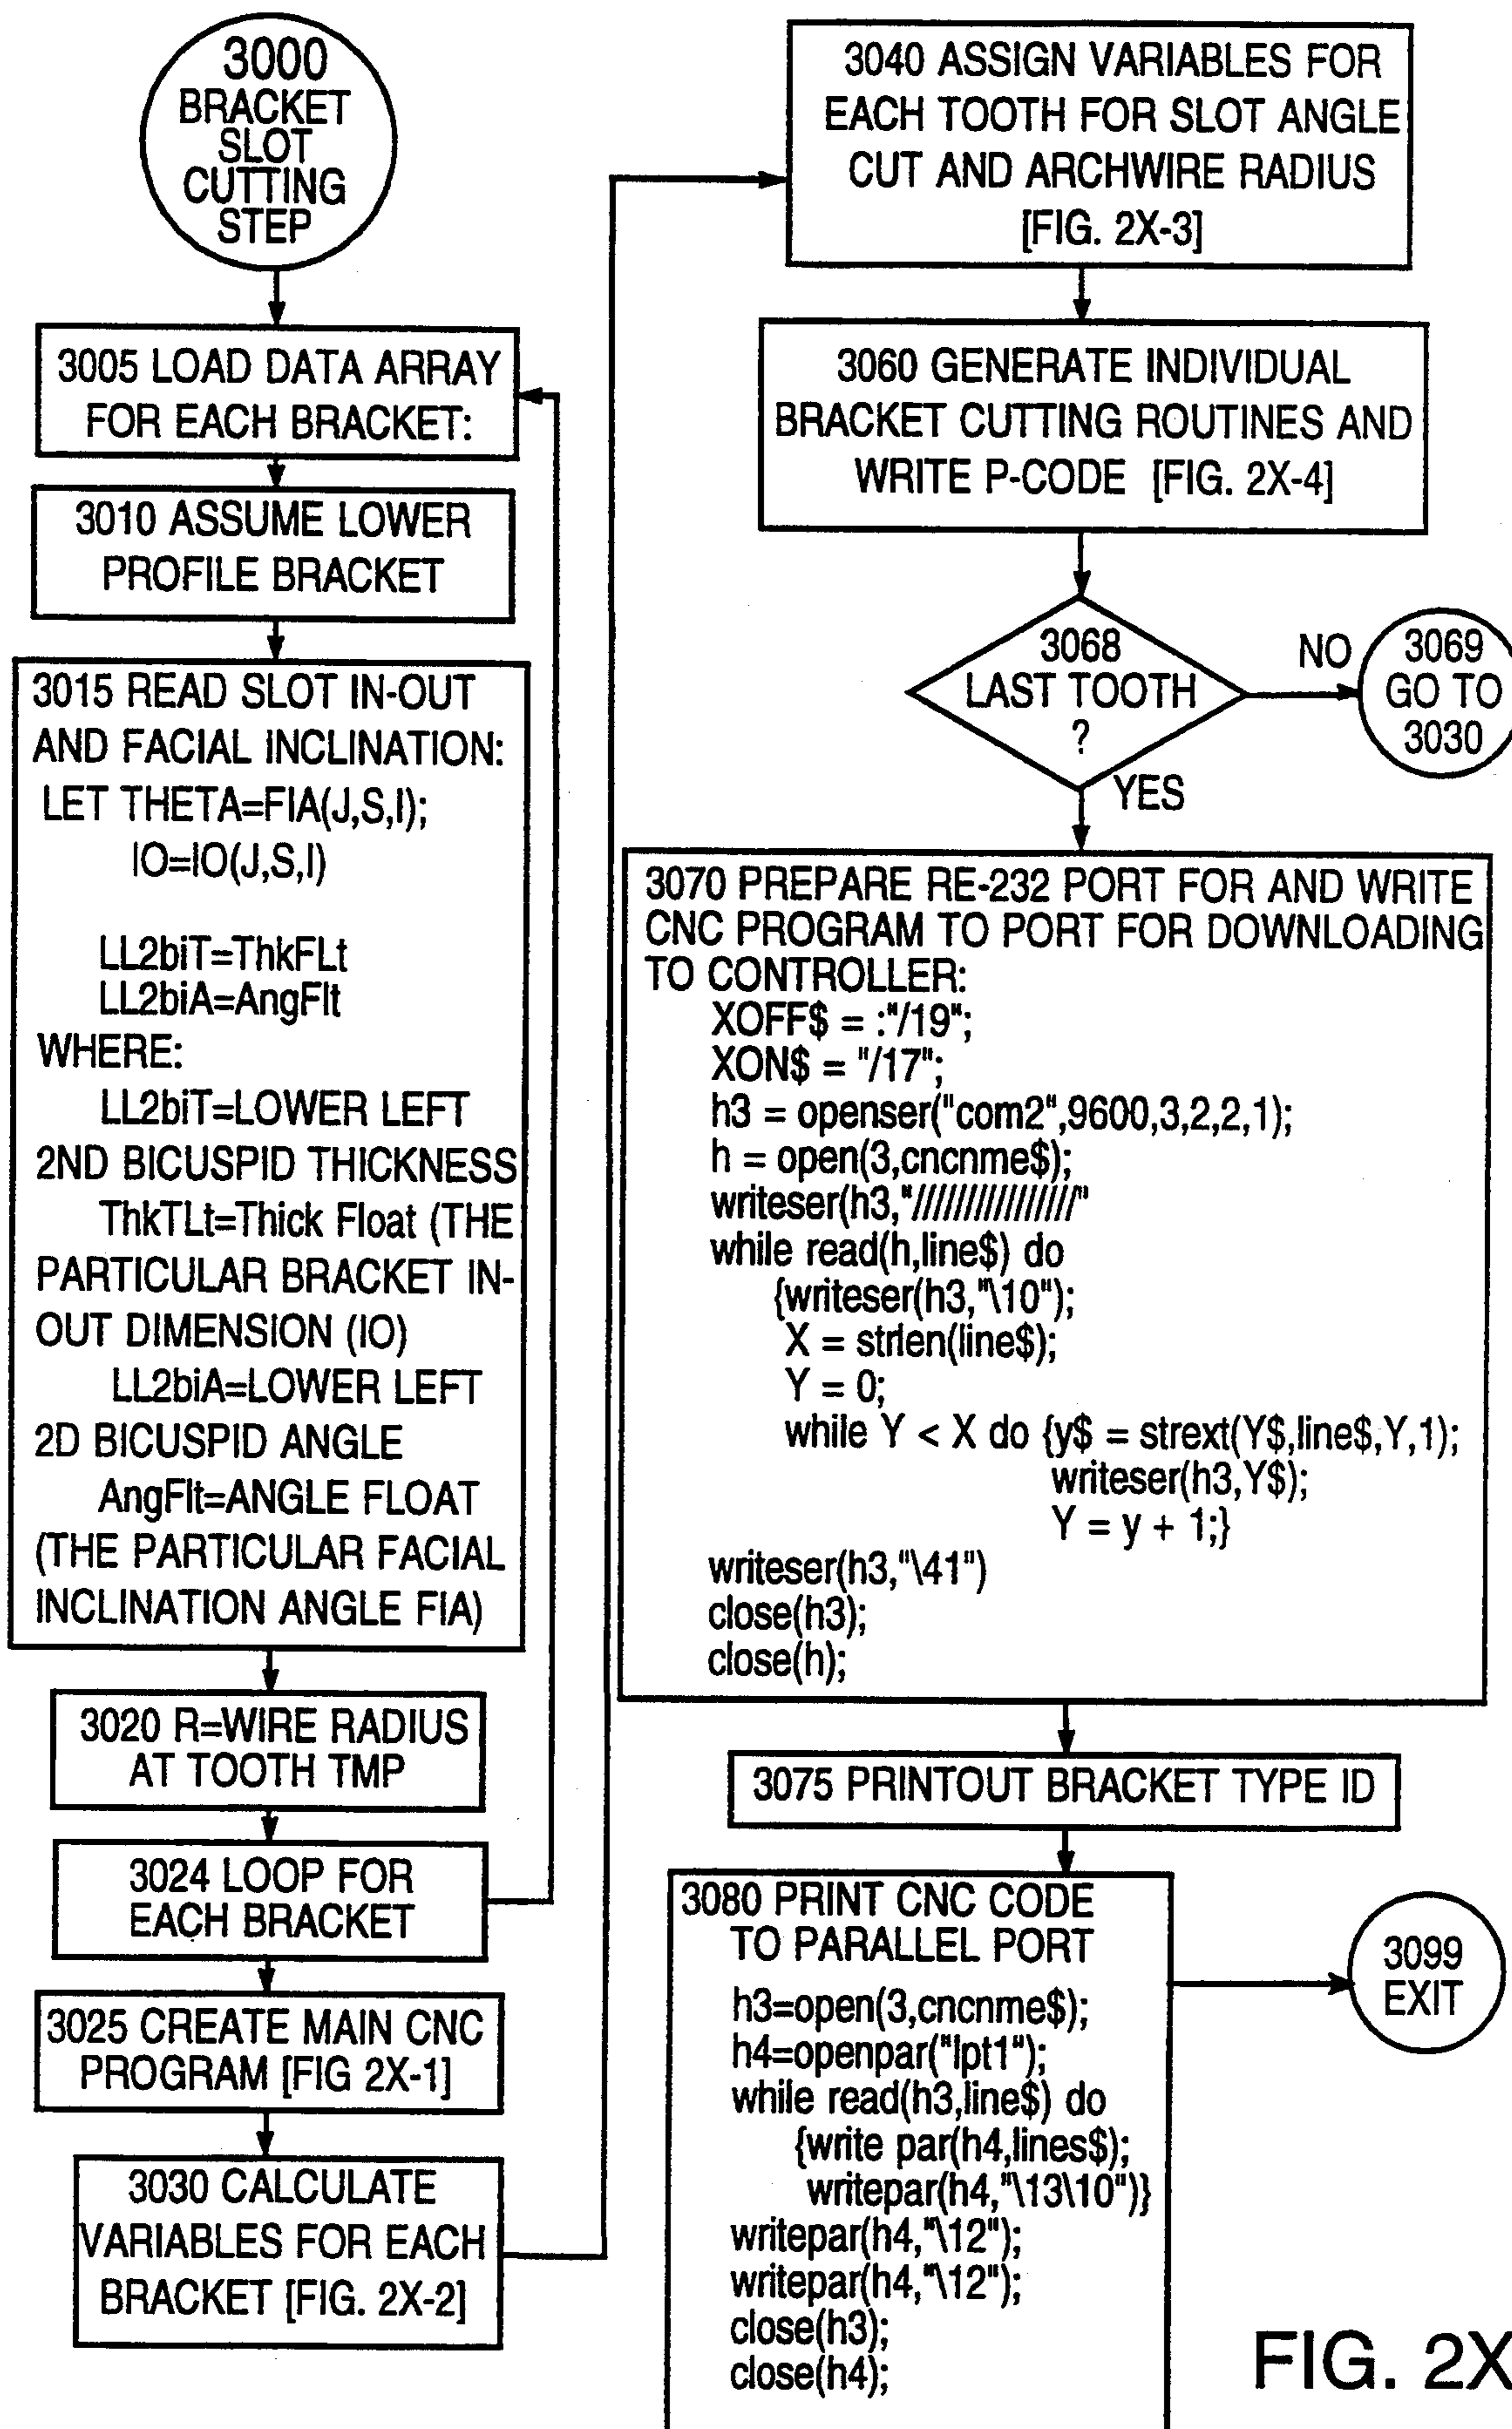 3000
BRACKET
SLOT
CUTTING
STEP
3005 LOAD DATA ARRAY
FOR EACH BRACKET:
3010 ASSUME LOWER
PROFILE BRACKET
3015 READ SLOT IN-OUT
AND FACIAL INCLINATION:
LET THETA=FIA(J,S,I);
IO=IO(J,S,I)
LL2biT=ThkFLt
LL2biA=AngFlt
WHERE:
LL2biT=LOWER LEFT
2ND BICUSPID THICKNESS
ThkTLt=Thick Float (THE
PARTICULAR BRACKET IN-
OUT DIMENSION (IO)
LL2biA=LOWER LEFT
2D BICUSPID ANGLE
AngFlt=ANGLE FLOAT
(THE PARTICULAR FACIAL
INCLINATION ANGLE FIA)
3020 R=WIRE RADIUS
AT TOOTH TMP
3024 LOOP FOR
EACH BRACKET
3025 CREATE MAIN CNC
PROGRAM [FIG 2X-1]
3030 CALCULATE
VARIABLES FOR EACH
BRACKET [FIG. 2X-2]
3040 ASSIGN VARIABLES FOR
EACH TOOTH FOR SLOT ANGLE
CUT AND ARCHWIRE RADIUS
[FIG. 2X-3]
3060 GENERATE INDIVIDUAL
BRACKET CUTTING ROUTINES AND
WRITE P-CODE [FIG. 2X-4]
3068
LAST TOOTH
?
NO
3069
GO TO
3030
YES
3070 PREPARE RE-232 PORT FOR AND WRITE
CNC PROGRAM TO PORT FOR DOWNLOADING
TO CONTROLLER:
XOFF$ = :"/19";
XON$ = "/17";
h3 = openser("com2",9600,3,2,2,1);
h = open(3,cncnme$);
writeser(h3,"////////////////"
while read(h,line$) do
{writeser(h3,"\10");
X = strlen(line$);
Y = 0;
while Y < X do {y$ = strext(Y$,line$,Y,1);
writeser(h3,Y$);
Y = y + 1;}
writeser(h3,"\41")
close(h3);
close(h);
3075 PRINTOUT BRACKET TYPE ID
3080 PRINT CNC CODE
TO PARALLEL PORT
h3=open(3,cncnme$);
h4=openpar("lpt1");
while read(h3,line$) do
{write par(h4,lines$);
writepar(h4,"\13\10")}
writepar(h4,"\12");
writepar(h4,"\12");
close(h3);
close(h4);
3099
EXIT
FIG. 2X